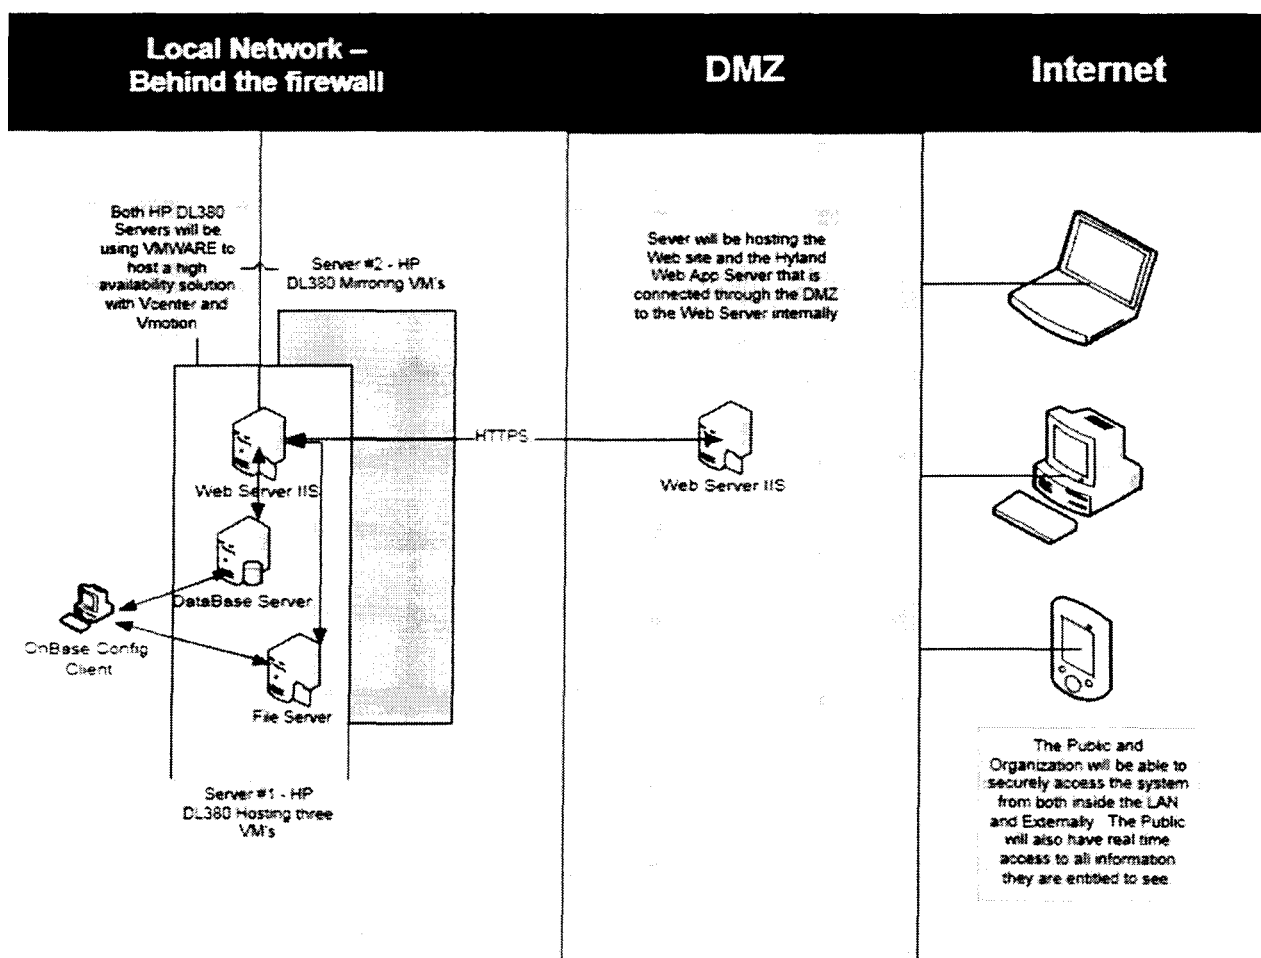 Local Network –
Behind the firewall
DMZ
Internet
Both HP DL380
Servers will be
using VMWARE to
host a high
availability solution
with Vcenter and
Vmotion
Server #2 - HP
DL380 Mirroring VM's
Sever will be hosting the
Web site and the Hyland
Web App Server that is
connected through the DMZ
to the Web Server internally
HTTPS
Web Server IIS
Web Server IIS
DataBase Server
OnBase Config
Client
File Server
Server #1 - HP
DL380 Hosting three
VM's
The Public and
Organization will be able to
securely access the system
from both inside the LAN
and Externally The Public
will also have real time
access to all information
they are entitled to see